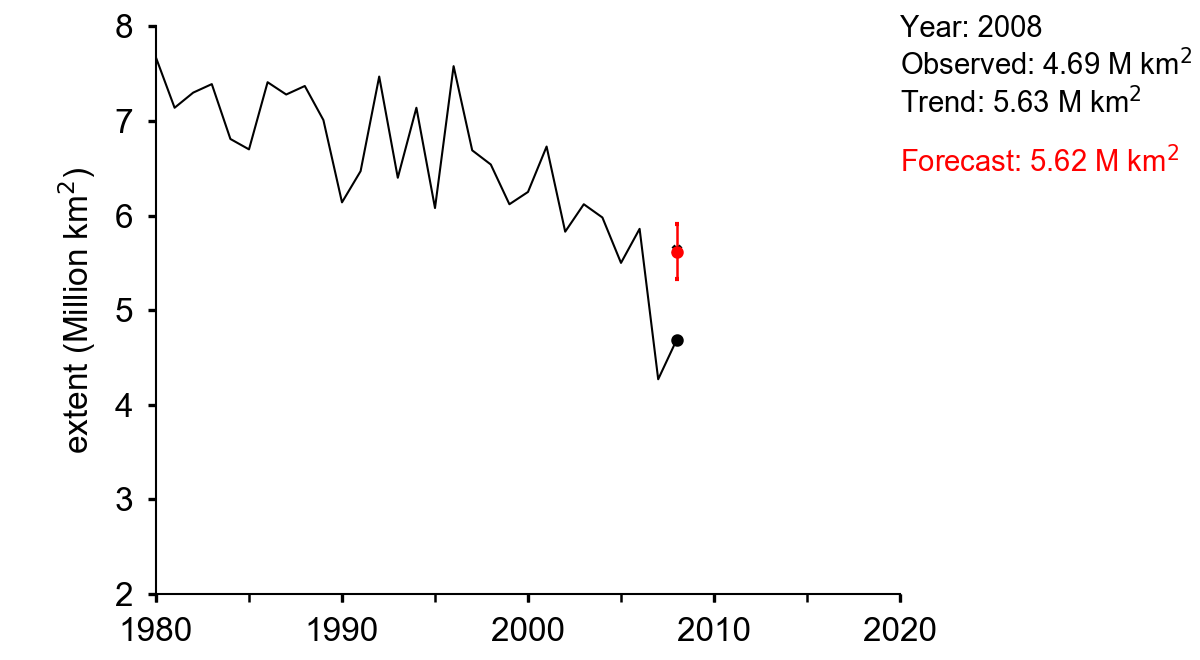 8
7
6
5
4
3
2
extent (Million km²)
1980 1990 2000 2010 2020
Year: 2008
Observed: 4.69 M km²
Trend: 5.63 M km²
Forecast: 5.62 M km²